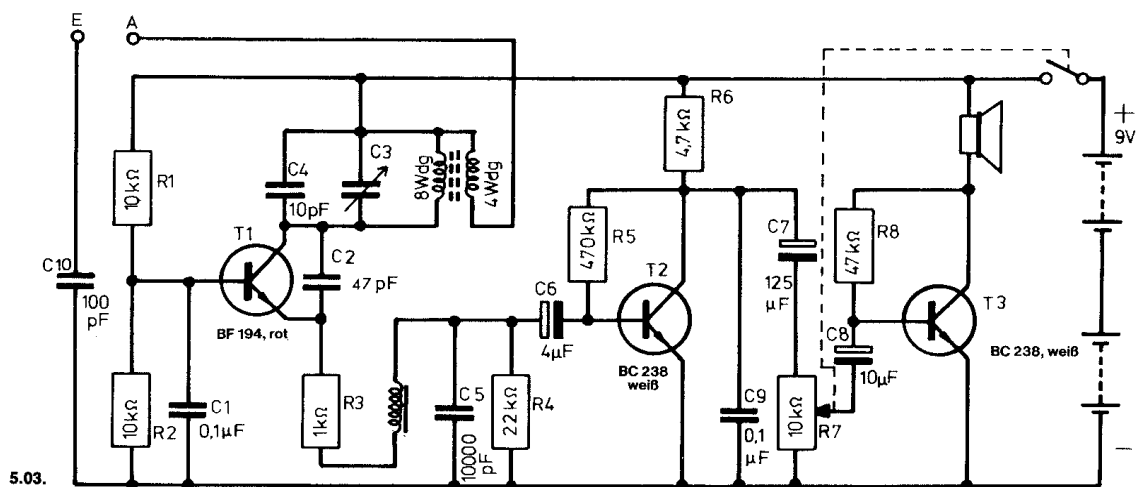 E
A
R6
4,7kΩ
C3
C4
10pF
8Wdg
4Wdg
+
9V
R1
10kΩ
T1
C2
47pF
C10
100
pF
BF 194, rot
R5
470kΩ
C7
125
µF
R8
47kΩ
T2
T3
C6
4µF
BC 238
weiß
C8
10µF
BC 238, weiß
R2
10kΩ
C1
0,1µF
R3
1kΩ
C5
10000
pF
R4
22kΩ
C9
0,1
µF
R7
10kΩ
−
5.03.